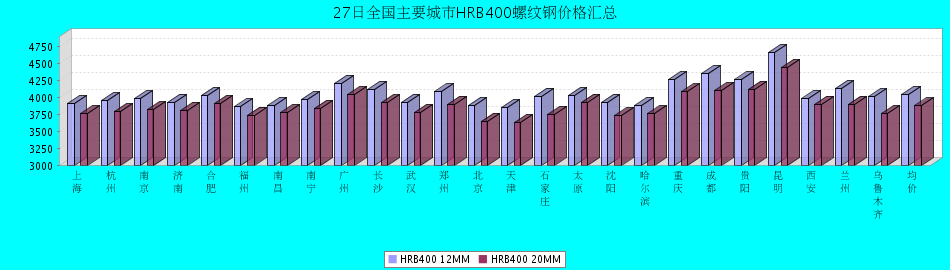 27日全国主要城市HRB400螺纹钢价格汇总
4750
4500
4250
4000
3750
3500
3250
3000
上海
杭州
南京
济南
合肥
福州
南昌
南宁
广州
长沙
武汉
郑州
北京
天津
石家庄
太原
沈阳
哈尔滨
重庆
成都
贵阳
昆明
西安
兰州
乌鲁木齐
均价
HRB400 12MM HRB400 20MM